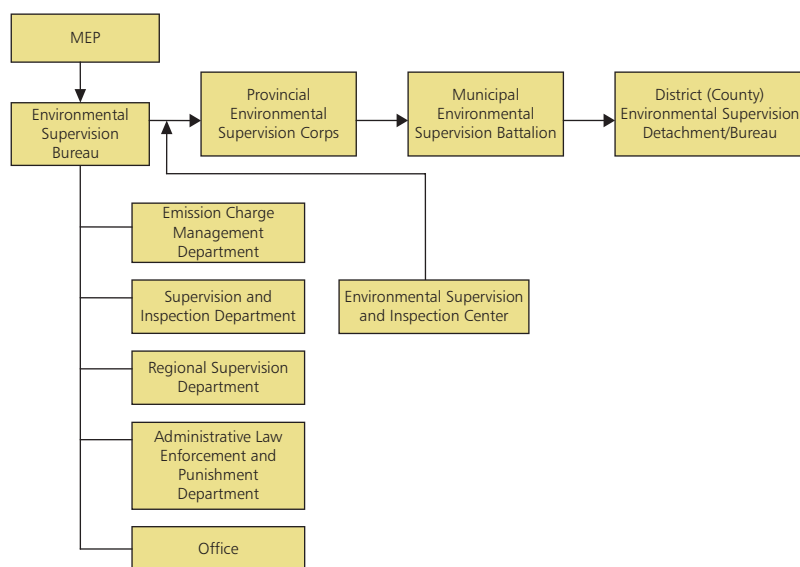 MEP
Environmental
Supervision
Bureau
Provincial
Environmental
Supervision Corps
Municipal
Environmental
Supervision Battalion
District (County)
Environmental Supervision
Detachment/Bureau
Emission Charge
Management
Department
Supervision and
Inspection Department
Environmental Supervision
and Inspection Center
Regional Supervision
Department
Administrative Law
Enforcement and
Punishment
Department
Office